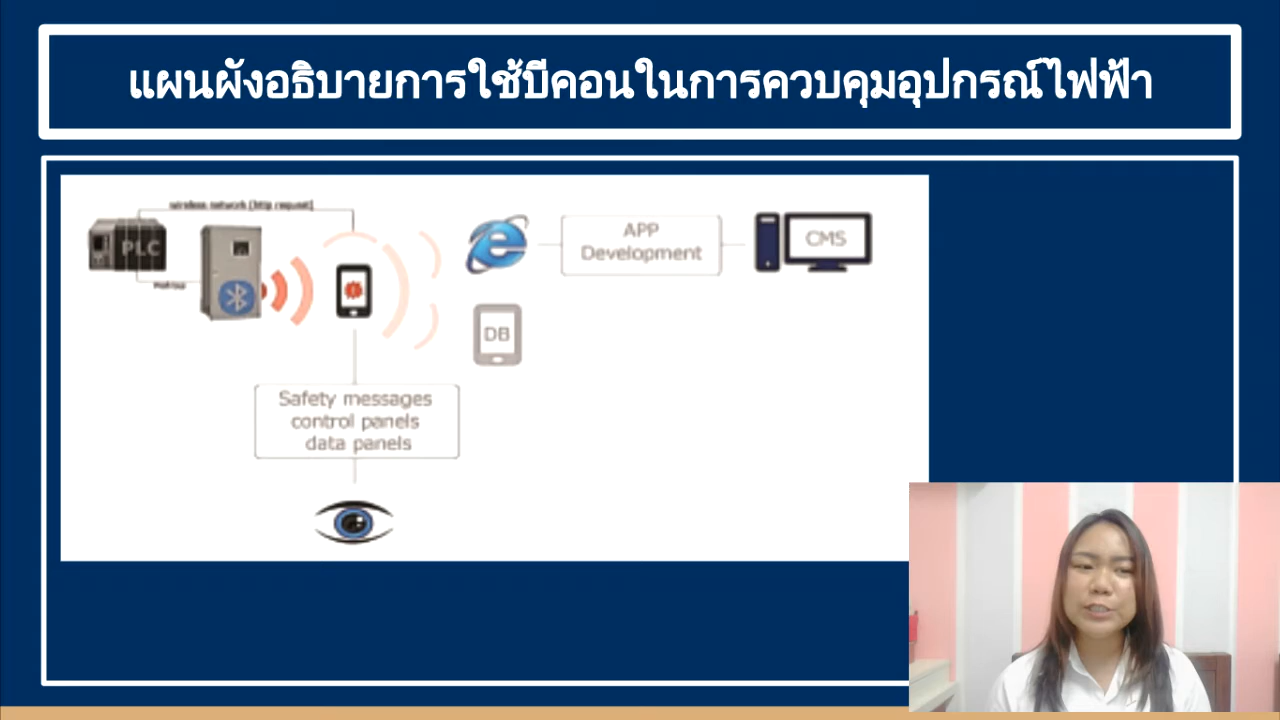 แผนผังอธิบายการใช้บีคอนในการควบคุมอุปกรณ์ไฟฟ้า
wireless network (http request)
PLC
APP
Development
CMS
DB
Safety messages
control panels
data panels